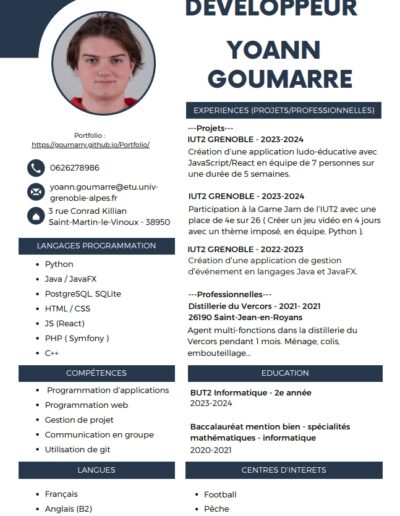 DEVELOPPEUR
YOANN
GOUMARRE
Portfolio :
https://goumarry.github.io/Portfolio/
0626278986
yoann.goumarre@etu.univ-
grenoble-alpes.fr
3 rue Conrad Killian
Saint-Martin-le-Vinoux - 38950
LANGAGES PROGRAMMATION
• Python
• Java / JavaFX
• PostgreSQL, SQLite
• HTML / CSS
• JS (React)
• PHP ( Symfony )
• C++
COMPÉTENCES
• Programmation d'applications
• Programmation web
• Gestion de projet
• Communication en groupe
• Utilisation de git
LANGUES
• Français
• Anglais (B2)
EXPERIENCES (PROJETS/PROFESSIONNELLES)
---Projets---
IUT2 GRENOBLE - 2023-2024
Création d'une application ludo-éducative avec
JavaScript/React en équipe de 7 personnes sur
une durée de 5 semaines.
IUT2 GRENOBLE - 2023-2024
Participation à la Game Jam de l'IUT2 avec une
place de 4e sur 26 ( Créer un jeu vidéo en 4 jours
avec un thème imposé, en équipe, Python ).
IUT2 GRENOBLE - 2022-2023
Création d'une application de gestion
d'événement en langages Java et JavaFX.
---Professionnelles---
Distillerie du Vercors - 2021- 2021
26190 Saint-Jean-en-Royans
Agent multi-fonctions dans la distillerie du
Vercors pendant 1 mois. Ménage, colis,
embouteillage...
EDUCATION
BUT2 Informatique - 2e année
2023-2024
Baccalauréat mention bien - spécialités
mathématiques - informatique
2020-2021
CENTRES D'INTERETS
• Football
• Pêche